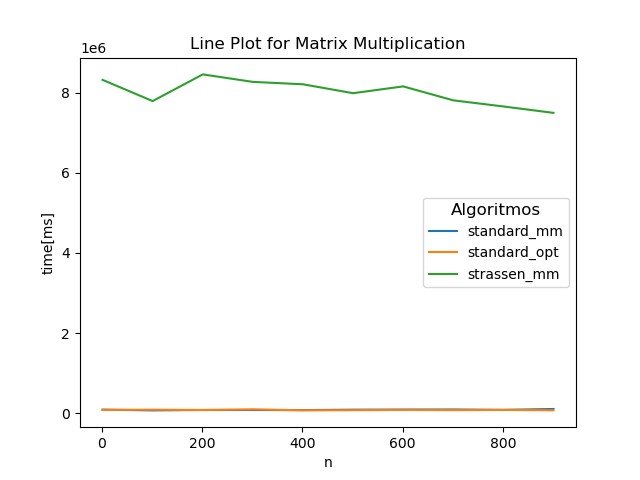 Line Plot for Matrix Multiplication
1e6
8
6
4
2
0
time[ms]
Algoritmos
standard_mm
standard_opt
strassen_mm
0 200 400 600 800
n